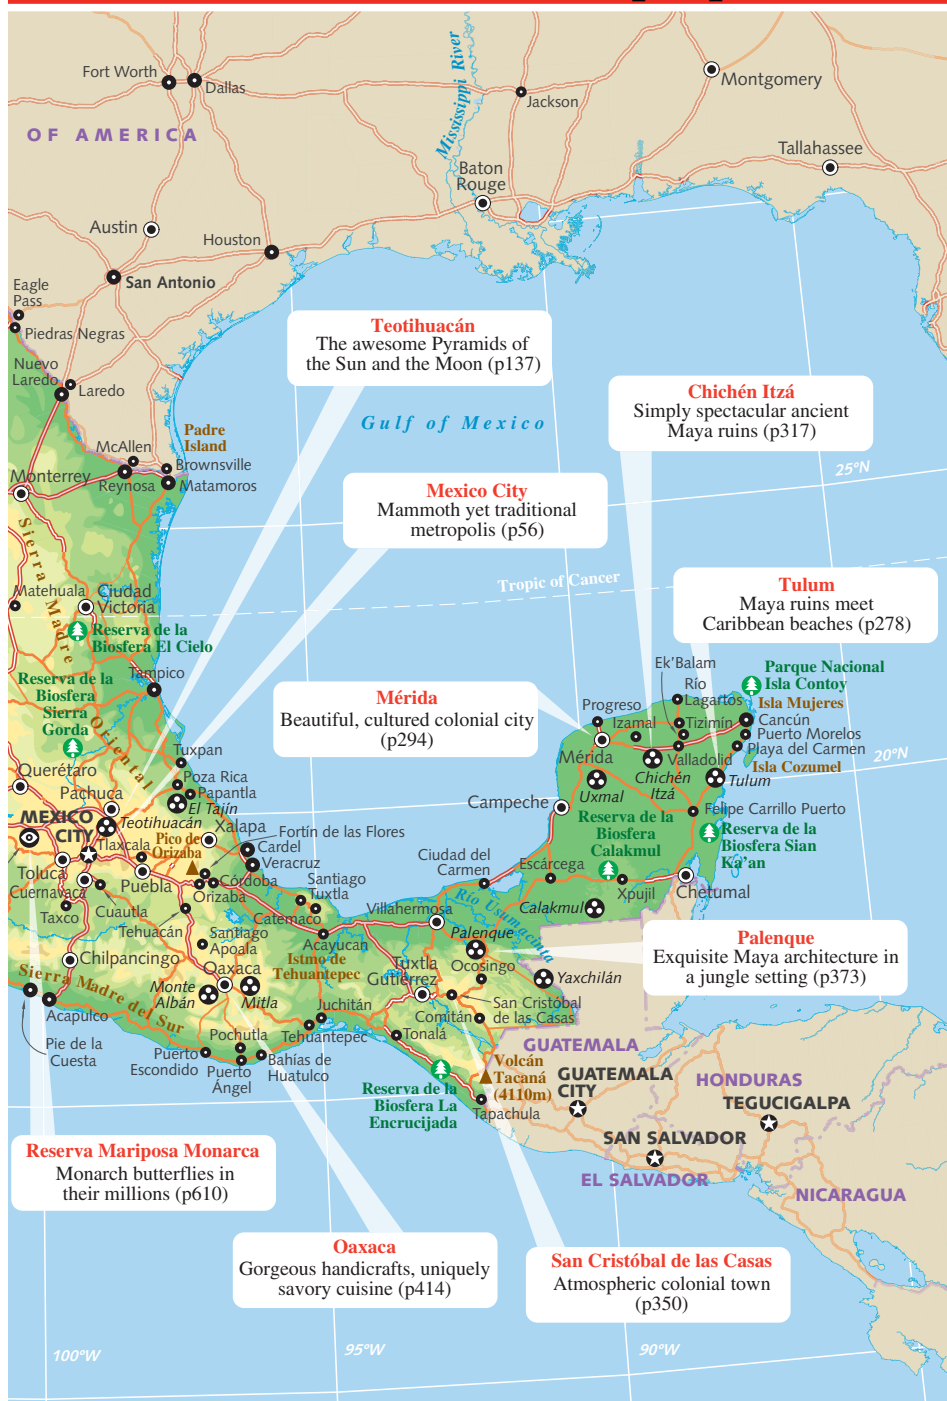 Fort Worth
Dallas
Mississippi River
Jackson
Montgomery
OF AMERICA
Tallahassee
Baton
Rouge
Austin
Houston
San Antonio
Eagle
Pass
Piedras Negras
Nuevo
Laredo
Laredo
Teotihuacán
The awesome Pyramids of
the Sun and the Moon (p137)
Chichén Itzá
Simply spectacular ancient
Maya ruins (p317)
Gulf of Mexico
Padre
Island
McAllen
Brownsville
Monterrey
Reynosa
Matamoros
25°N
Mexico City
Mammoth yet traditional
metropolis (p56)
Sierra Madre Oriental
Tropic of Cancer
Matehuala
Ciudad
Victoria
Tulum
Maya ruins meet
Caribbean beaches (p278)
Reserva de la
Biosfera El Cielo
Reserva de la
Biosfera
Sierra
Gorda
Tampico
Mérida
Beautiful, cultured colonial city
(p294)
Ek'Balam
Río
Lagartos
Parque Nacional
Isla Contoy
Isla Mujeres
Progreso
Izamal
Tizimín
Cancún
Puerto Morelos
Playa del Carmen
Isla Cozumel
20°N
Mérida
Valladolid
Chichén
Itzá
Tulum
Uxmal
Tuxpan
Querétaro
Poza Rica
Papantla
Pachuca
El Tajín
Campeche
Felipe Carrillo Puerto
MEXICO
CITY
Teotihuacán
Xalapa
Fortín de las Flores
Reserva de la
Biosfera
Calakmul
Reserva de la
Biosfera Sian
Ka'an
Tlaxcala
Pico de
Orizaba
Cardel
Veracruz
Ciudad del
Carmen
Escárcega
Toluca
Puebla
Córdoba
Orizaba
Santiago
Tuxtla
Xpujil
Chetumal
Cuernavaca
Cuautla
Taxco
Catemaco
Villahermosa
Río Usumacinta
Calakmul
Tehuacán
Santiago
Apoala
Acayucan
Istmo de
Tehuantepec
Palenque
Palenque
Exquisite Maya architecture in
a jungle setting (p373)
Chilpancingo
Oaxaca
Tuxtla
Gutiérrez
Ocosingo
Yaxchilán
Sierra Madre del Sur
Monte
Albán
Mitla
Juchitán
San Cristóbal
de las Casas
Comitán
Acapulco
Pochutla
Tehuantepec
Tonalá
GUATEMALA
Pie de la
Cuesta
Puerto
Escondido
Puerto
Ángel
Bahías de
Huatulco
Volcán
Tacaná
(4110m)
GUATEMALA
CITY
HONDURAS
TEGUCIGALPA
Reserva de la
Biosfera La
Encrucijada
Tapachula
SAN SALVADOR
EL SALVADOR
NICARAGUA
Reserva Mariposa Monarca
Monarch butterflies in
their millions (p610)
Oaxaca
Gorgeous handicrafts, uniquely
savory cuisine (p414)
San Cristóbal de las Casas
Atmospheric colonial town
(p350)
100°W
95°W
90°W